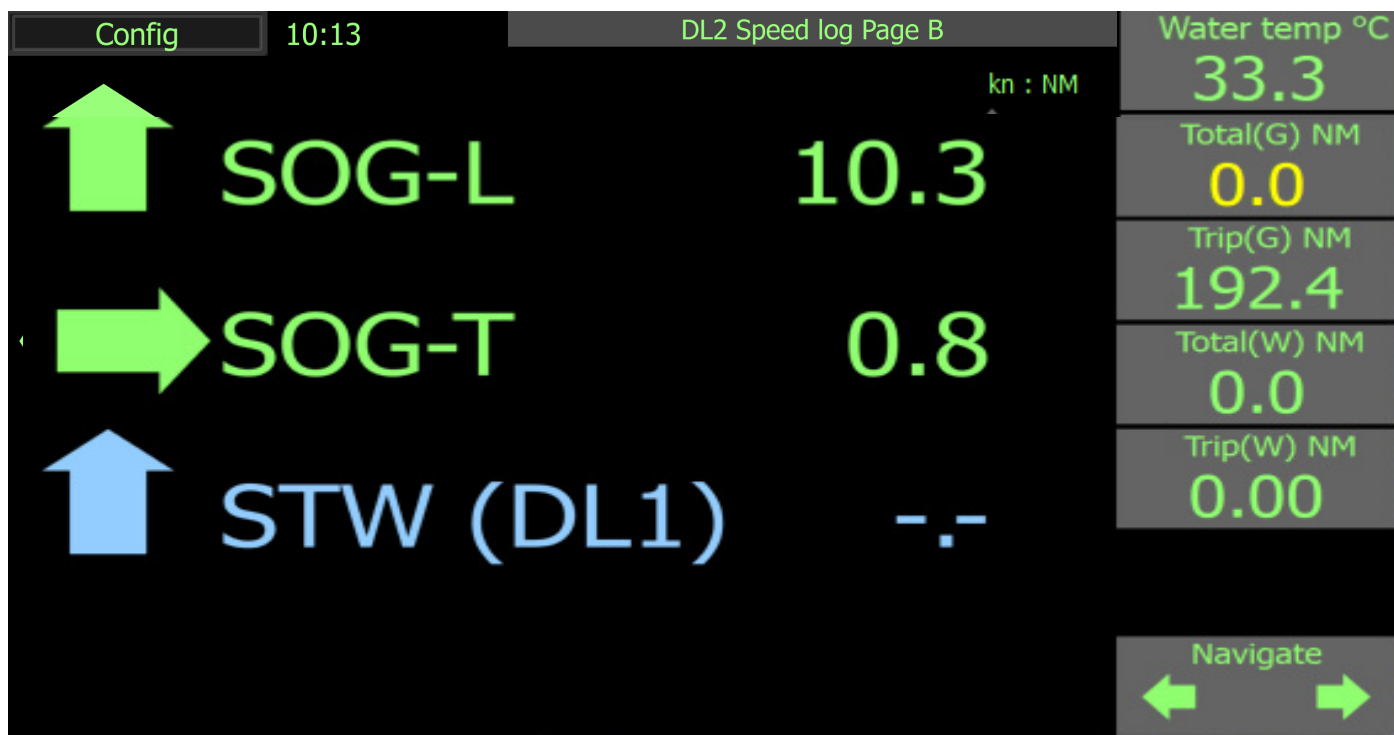 Config
10:13
DL2 Speed log Page B
kn : NM
SOG-L 10.3
SOG-T 0.8
STW (DL1) -.-
Water temp °C
33.3
Total(G) NM
0.0
Trip(G) NM
192.4
Total(W) NM
0.0
Trip(W) NM
0.00
Navigate